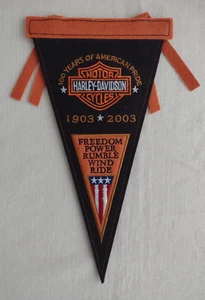 100 YEARS OF AMERICAN PRIDE
MOTOR
HARLEY-DAVIDSON
CYCLES
1903 ★ 2003
FREEDOM
POWER
RUMBLE
WIND
RIDE